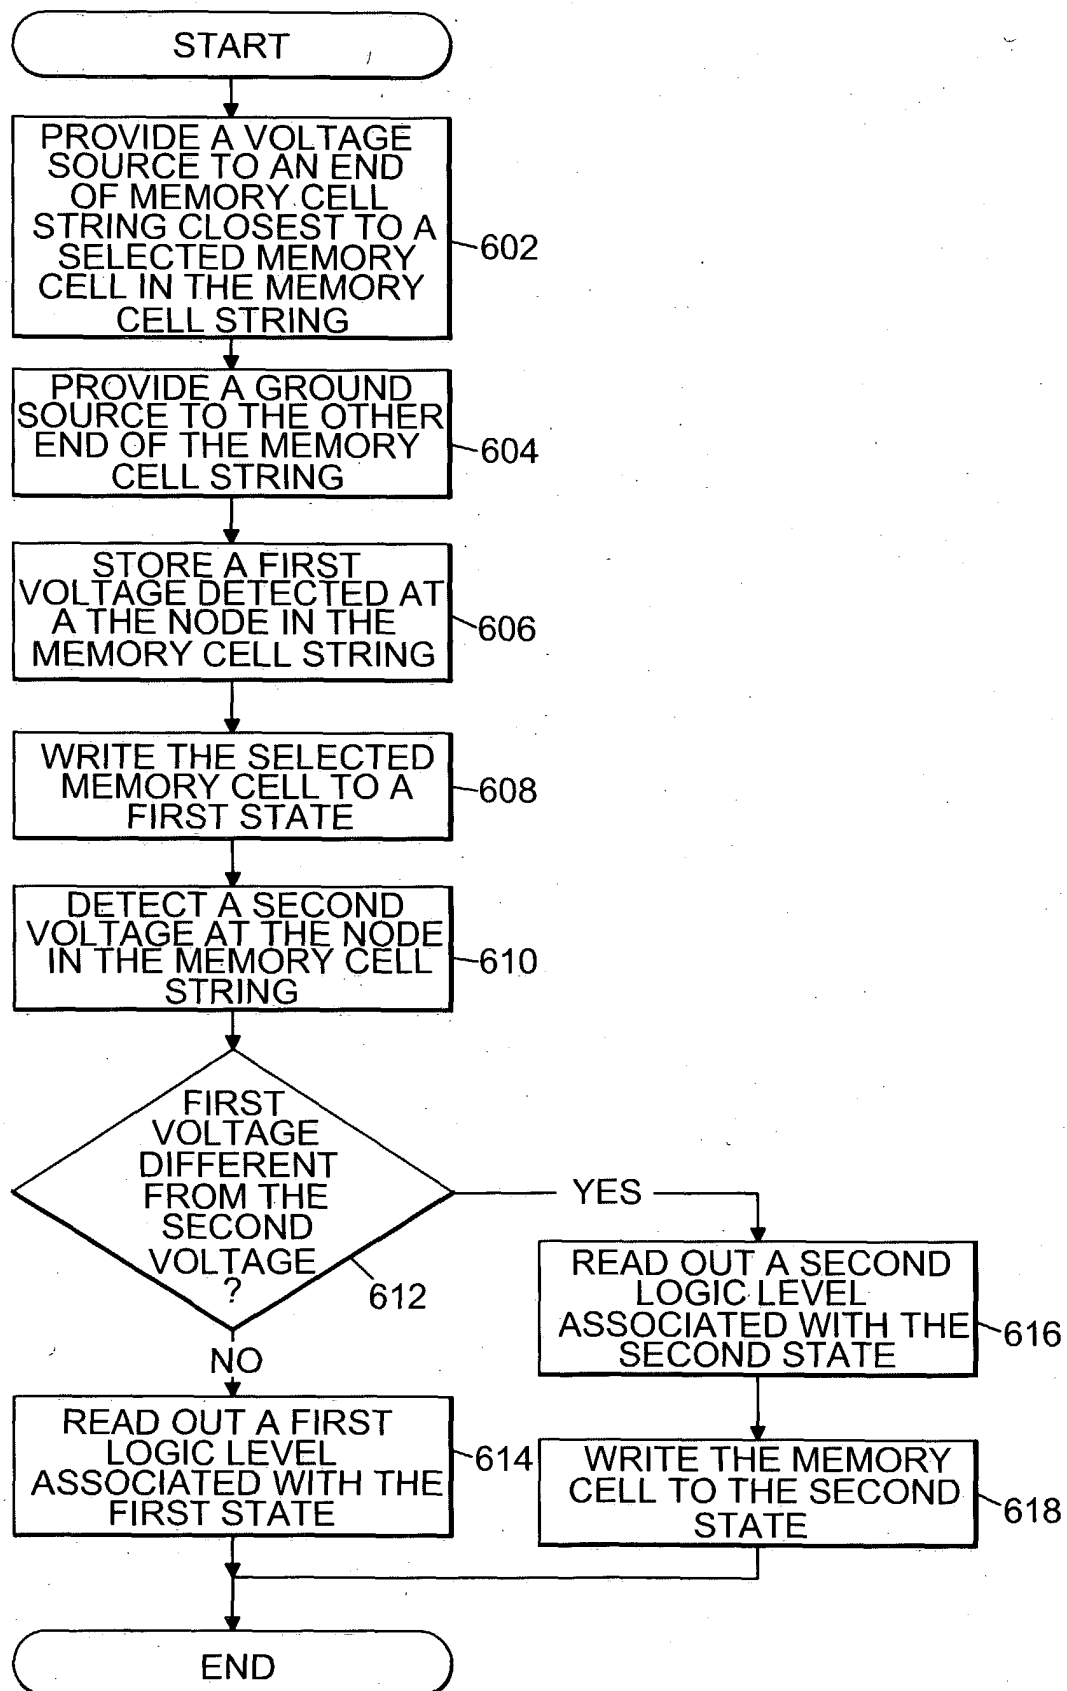 START
PROVIDE A VOLTAGE
SOURCE TO AN END
OF MEMORY CELL
STRING CLOSEST TO A
SELECTED MEMORY
CELL IN THE MEMORY
CELL STRING
602
PROVIDE A GROUND
SOURCE TO THE OTHER
END OF THE MEMORY
CELL STRING
604
STORE A FIRST
VOLTAGE DETECTED AT
A THE NODE IN THE
MEMORY CELL STRING
606
WRITE THE SELECTED
MEMORY CELL TO A
FIRST STATE
608
DETECT A SECOND
VOLTAGE AT THE NODE
IN THE MEMORY CELL
STRING
610
FIRST
VOLTAGE
DIFFERENT
FROM THE
SECOND
VOLTAGE
?
612
YES
NO
READ OUT A SECOND
LOGIC LEVEL
ASSOCIATED WITH THE
SECOND STATE
616
READ OUT A FIRST
LOGIC LEVEL
ASSOCIATED WITH THE
FIRST STATE
614
WRITE THE MEMORY
CELL TO THE SECOND
STATE
618
END